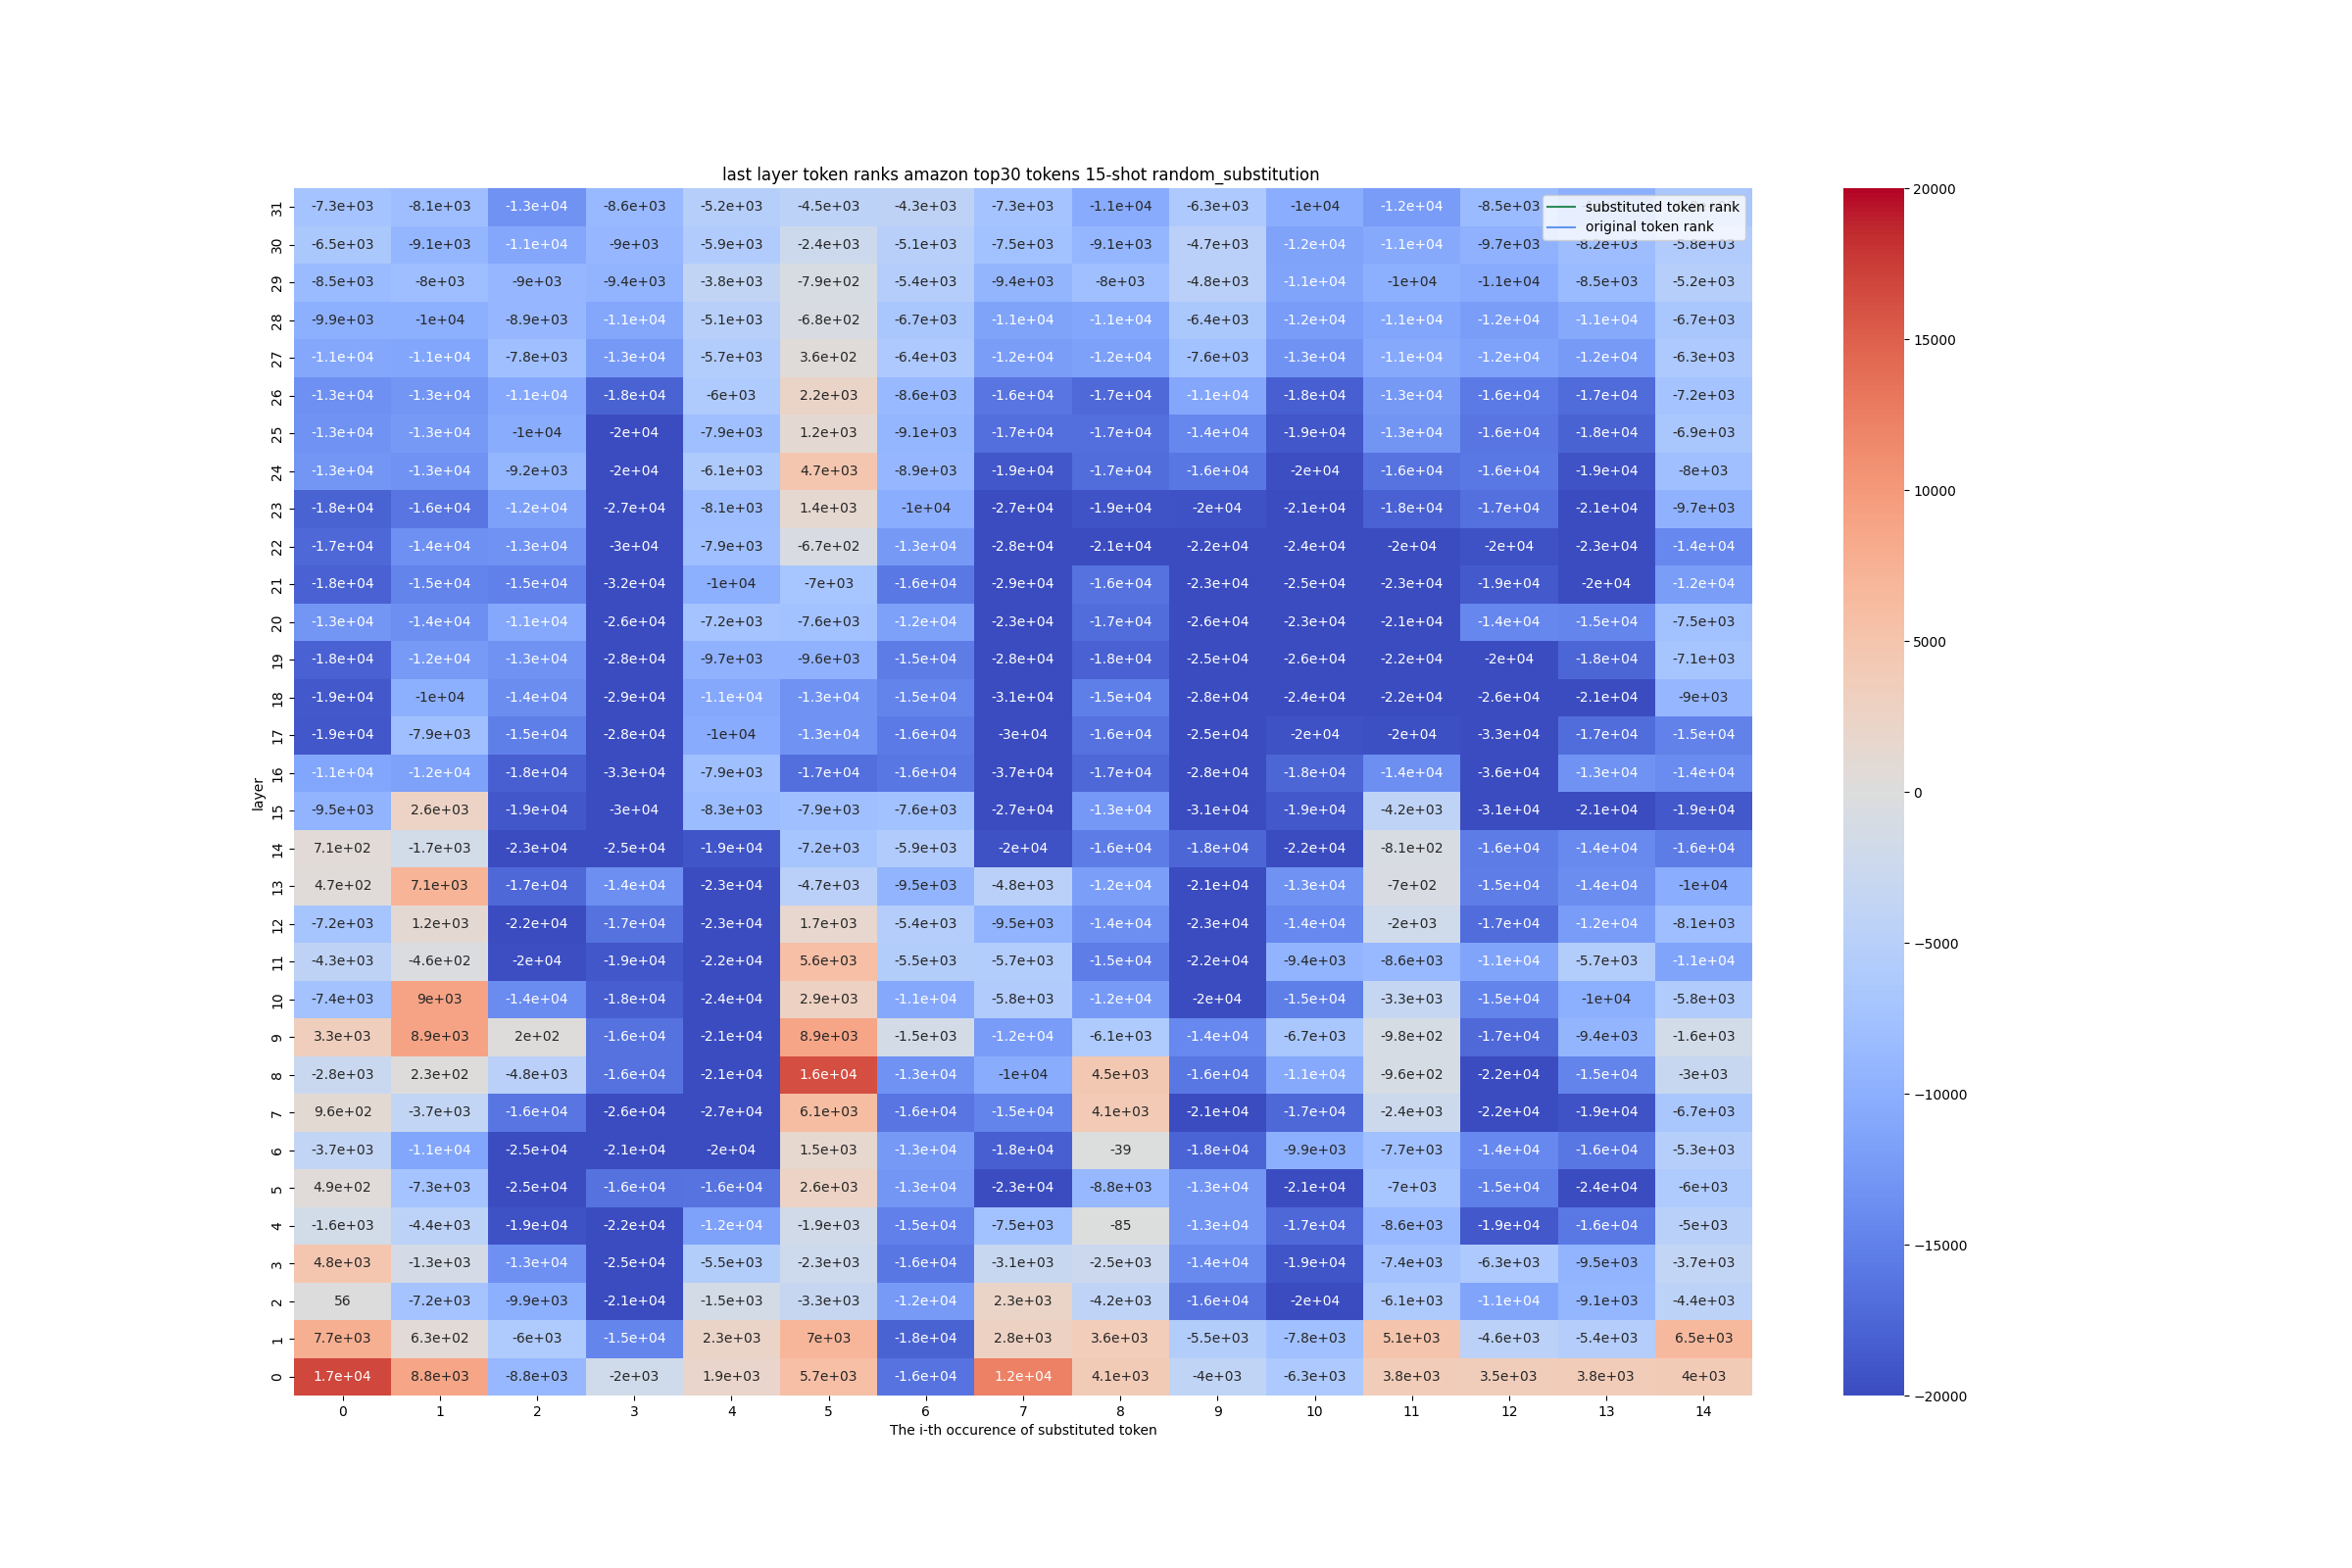 last layer token ranks amazon top30 tokens 15-shot random_substitution
31 -7.3e+03 -8.1e+03 -1.3e+04 -8.6e+03 -5.2e+03 -4.5e+03 -4.3e+03 -7.3e+03 -1.1e+04 -6.3e+03 -1e+04 -1.2e+04 -8.5e+03
substituted token rank
original token rank
30 -6.5e+03 -9.1e+03 -1.1e+04 -9e+03 -5.9e+03 -2.4e+03 -5.1e+03 -7.5e+03 -9.1e+03 -4.7e+03 -1.2e+04 -1.1e+04 -9.7e+03 -8.2e+03 -5.8e+03
29 -8.5e+03 -8e+03 -9e+03 -9.4e+03 -3.8e+03 -7.9e+02 -5.4e+03 -9.4e+03 -8e+03 -4.8e+03 -1.1e+04 -1e+04 -1.1e+04 -8.5e+03 -5.2e+03
28 -9.9e+03 -1e+04 -8.9e+03 -1.1e+04 -5.1e+03 -6.8e+02 -6.7e+03 -1.1e+04 -1.1e+04 -6.4e+03 -1.2e+04 -1.1e+04 -1.2e+04 -1.1e+04 -6.7e+03
27 -1.1e+04 -1.1e+04 -7.8e+03 -1.3e+04 -5.7e+03 3.6e+02 -6.4e+03 -1.2e+04 -1.2e+04 -7.6e+03 -1.3e+04 -1.1e+04 -1.2e+04 -1.2e+04 -6.3e+03
26 -1.3e+04 -1.3e+04 -1.1e+04 -1.8e+04 -6e+03 2.2e+03 -8.6e+03 -1.6e+04 -1.7e+04 -1.1e+04 -1.8e+04 -1.3e+04 -1.6e+04 -1.7e+04 -7.2e+03
25 -1.3e+04 -1.3e+04 -1e+04 -2e+04 -7.9e+03 1.2e+03 -9.1e+03 -1.7e+04 -1.7e+04 -1.4e+04 -1.9e+04 -1.3e+04 -1.6e+04 -1.8e+04 -6.9e+03
24 -1.3e+04 -1.3e+04 -9.2e+03 -2e+04 -6.1e+03 4.7e+03 -8.9e+03 -1.9e+04 -1.7e+04 -1.6e+04 -2e+04 -1.6e+04 -1.6e+04 -1.9e+04 -8e+03
23 -1.8e+04 -1.6e+04 -1.2e+04 -2.7e+04 -8.1e+03 1.4e+03 -1e+04 -2.7e+04 -1.9e+04 -2e+04 -2.1e+04 -1.8e+04 -1.7e+04 -2.1e+04 -9.7e+03
22 -1.7e+04 -1.4e+04 -1.3e+04 -3e+04 -7.9e+03 -6.7e+02 -1.3e+04 -2.8e+04 -2.1e+04 -2.2e+04 -2.4e+04 -2e+04 -2e+04 -2.3e+04 -1.4e+04
21 -1.8e+04 -1.5e+04 -1.5e+04 -3.2e+04 -1e+04 -7e+03 -1.6e+04 -2.9e+04 -1.6e+04 -2.3e+04 -2.5e+04 -2.3e+04 -1.9e+04 -2e+04 -1.2e+04
20 -1.3e+04 -1.4e+04 -1.1e+04 -2.6e+04 -7.2e+03 -7.6e+03 -1.2e+04 -2.3e+04 -1.7e+04 -2.6e+04 -2.3e+04 -2.1e+04 -1.4e+04 -1.5e+04 -7.5e+03
19 -1.8e+04 -1.2e+04 -1.3e+04 -2.8e+04 -9.7e+03 -9.6e+03 -1.5e+04 -2.8e+04 -1.8e+04 -2.5e+04 -2.6e+04 -2.2e+04 -2e+04 -1.8e+04 -7.1e+03
18 -1.9e+04 -1e+04 -1.4e+04 -2.9e+04 -1.1e+04 -1.3e+04 -1.5e+04 -3.1e+04 -1.5e+04 -2.8e+04 -2.4e+04 -2.2e+04 -2.6e+04 -2.1e+04 -9e+03
17 -1.9e+04 -7.9e+03 -1.5e+04 -2.8e+04 -1e+04 -1.3e+04 -1.6e+04 -3e+04 -1.6e+04 -2.5e+04 -2e+04 -2e+04 -3.3e+04 -1.7e+04 -1.5e+04
16 -1.1e+04 -1.2e+04 -1.8e+04 -3.3e+04 -7.9e+03 -1.7e+04 -1.6e+04 -3.7e+04 -1.7e+04 -2.8e+04 -1.8e+04 -1.4e+04 -3.6e+04 -1.3e+04 -1.4e+04
15 -9.5e+03 2.6e+03 -1.9e+04 -3e+04 -8.3e+03 -7.9e+03 -7.6e+03 -2.7e+04 -1.3e+04 -3.1e+04 -1.9e+04 -4.2e+03 -3.1e+04 -2.1e+04 -1.9e+04
14 7.1e+02 -1.7e+03 -2.3e+04 -2.5e+04 -1.9e+04 -7.2e+03 -5.9e+03 -2e+04 -1.6e+04 -1.8e+04 -2.2e+04 -8.1e+02 -1.6e+04 -1.4e+04 -1.6e+04
13 4.7e+02 7.1e+03 -1.7e+04 -1.4e+04 -2.3e+04 -4.7e+03 -9.5e+03 -4.8e+03 -1.2e+04 -2.1e+04 -1.3e+04 -7e+02 -1.5e+04 -1.4e+04 -1e+04
12 -7.2e+03 1.2e+03 -2.2e+04 -1.7e+04 -2.3e+04 1.7e+03 -5.4e+03 -9.5e+03 -1.4e+04 -2.3e+04 -1.4e+04 -2e+03 -1.7e+04 -1.2e+04 -8.1e+03
11 -4.3e+03 -4.6e+02 -2e+04 -1.9e+04 -2.2e+04 5.6e+03 -5.5e+03 -5.7e+03 -1.5e+04 -2.2e+04 -9.4e+03 -8.6e+03 -1.1e+04 -5.7e+03 -1.1e+04
10 -7.4e+03 9e+03 -1.4e+04 -1.8e+04 -2.4e+04 2.9e+03 -1.1e+04 -5.8e+03 -1.2e+04 -2e+04 -1.5e+04 -3.3e+03 -1.5e+04 -1e+04 -5.8e+03
9 3.3e+03 8.9e+03 2e+02 -1.6e+04 -2.1e+04 8.9e+03 -1.5e+03 -1.2e+04 -6.1e+03 -1.4e+04 -6.7e+03 -9.8e+02 -1.7e+04 -9.4e+03 -1.6e+03
8 -2.8e+03 2.3e+02 -4.8e+03 -1.6e+04 -2.1e+04 1.6e+04 -1.3e+04 -1e+04 4.5e+03 -1.6e+04 -1.1e+04 -9.6e+02 -2.2e+04 -1.5e+04 -3e+03
7 9.6e+02 -3.7e+03 -1.6e+04 -2.6e+04 -2.7e+04 6.1e+03 -1.6e+04 -1.5e+04 4.1e+03 -2.1e+04 -1.7e+04 -2.4e+03 -2.2e+04 -1.9e+04 -6.7e+03
6 -3.7e+03 -1.1e+04 -2.5e+04 -2.1e+04 -2e+04 1.5e+03 -1.3e+04 -1.8e+04 -39 -1.8e+04 -9.9e+03 -7.7e+03 -1.4e+04 -1.6e+04 -5.3e+03
5 4.9e+02 -7.3e+03 -2.5e+04 -1.6e+04 -1.6e+04 2.6e+03 -1.3e+04 -2.3e+04 -8.8e+03 -1.3e+04 -2.1e+04 -7e+03 -1.5e+04 -2.4e+04 -6e+03
4 -1.6e+03 -4.4e+03 -1.9e+04 -2.2e+04 -1.2e+04 -1.9e+03 -1.5e+04 -7.5e+03 -85 -1.3e+04 -1.7e+04 -8.6e+03 -1.9e+04 -1.6e+04 -5e+03
3 4.8e+03 -1.3e+03 -1.3e+04 -2.5e+04 -5.5e+03 -2.3e+03 -1.6e+04 -3.1e+03 -2.5e+03 -1.4e+04 -1.9e+04 -7.4e+03 -6.3e+03 -9.5e+03 -3.7e+03
2 56 -7.2e+03 -9.9e+03 -2.1e+04 -1.5e+03 -3.3e+03 -1.2e+04 2.3e+03 -4.2e+03 -1.6e+04 -2e+04 -6.1e+03 -1.1e+04 -9.1e+03 -4.4e+03
1 7.7e+03 6.3e+02 -6e+03 -1.5e+04 2.3e+03 7e+03 -1.8e+04 2.8e+03 3.6e+03 -5.5e+03 -7.8e+03 5.1e+03 -4.6e+03 -5.4e+03 6.5e+03
0 1.7e+04 8.8e+03 -8.8e+03 -2e+03 1.9e+03 5.7e+03 -1.6e+04 1.2e+04 4.1e+03 -4e+03 -6.3e+03 3.8e+03 3.5e+03 3.8e+03 4e+03
0 1 2 3 4 5 6 7 8 9 10 11 12 13 14
The i-th occurence of substituted token
layer
20000
15000
10000
5000
0
−5000
−10000
−15000
−20000